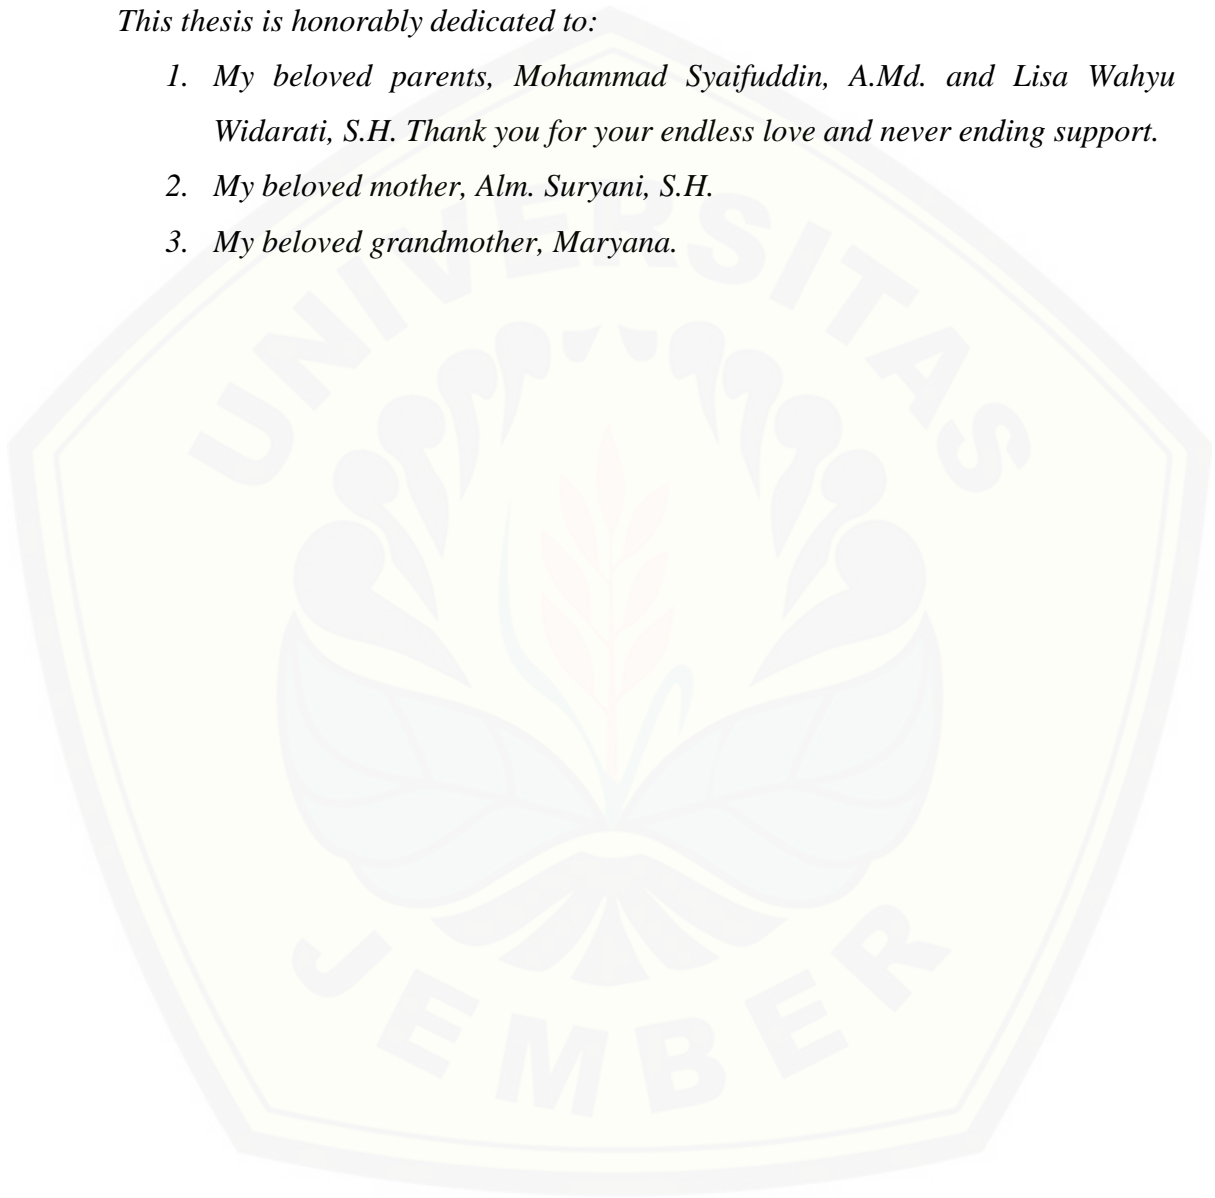 This thesis is honorably dedicated to:
1. My beloved parents, Mohammad Syaifuddin, A.Md. and Lisa Wahyu
Widarati, S.H. Thank you for your endless love and never ending support.
2. My beloved mother, Alm. Suryani, S.H.
3. My beloved grandmother, Maryana.
UNIVERSITAS
JEMBER